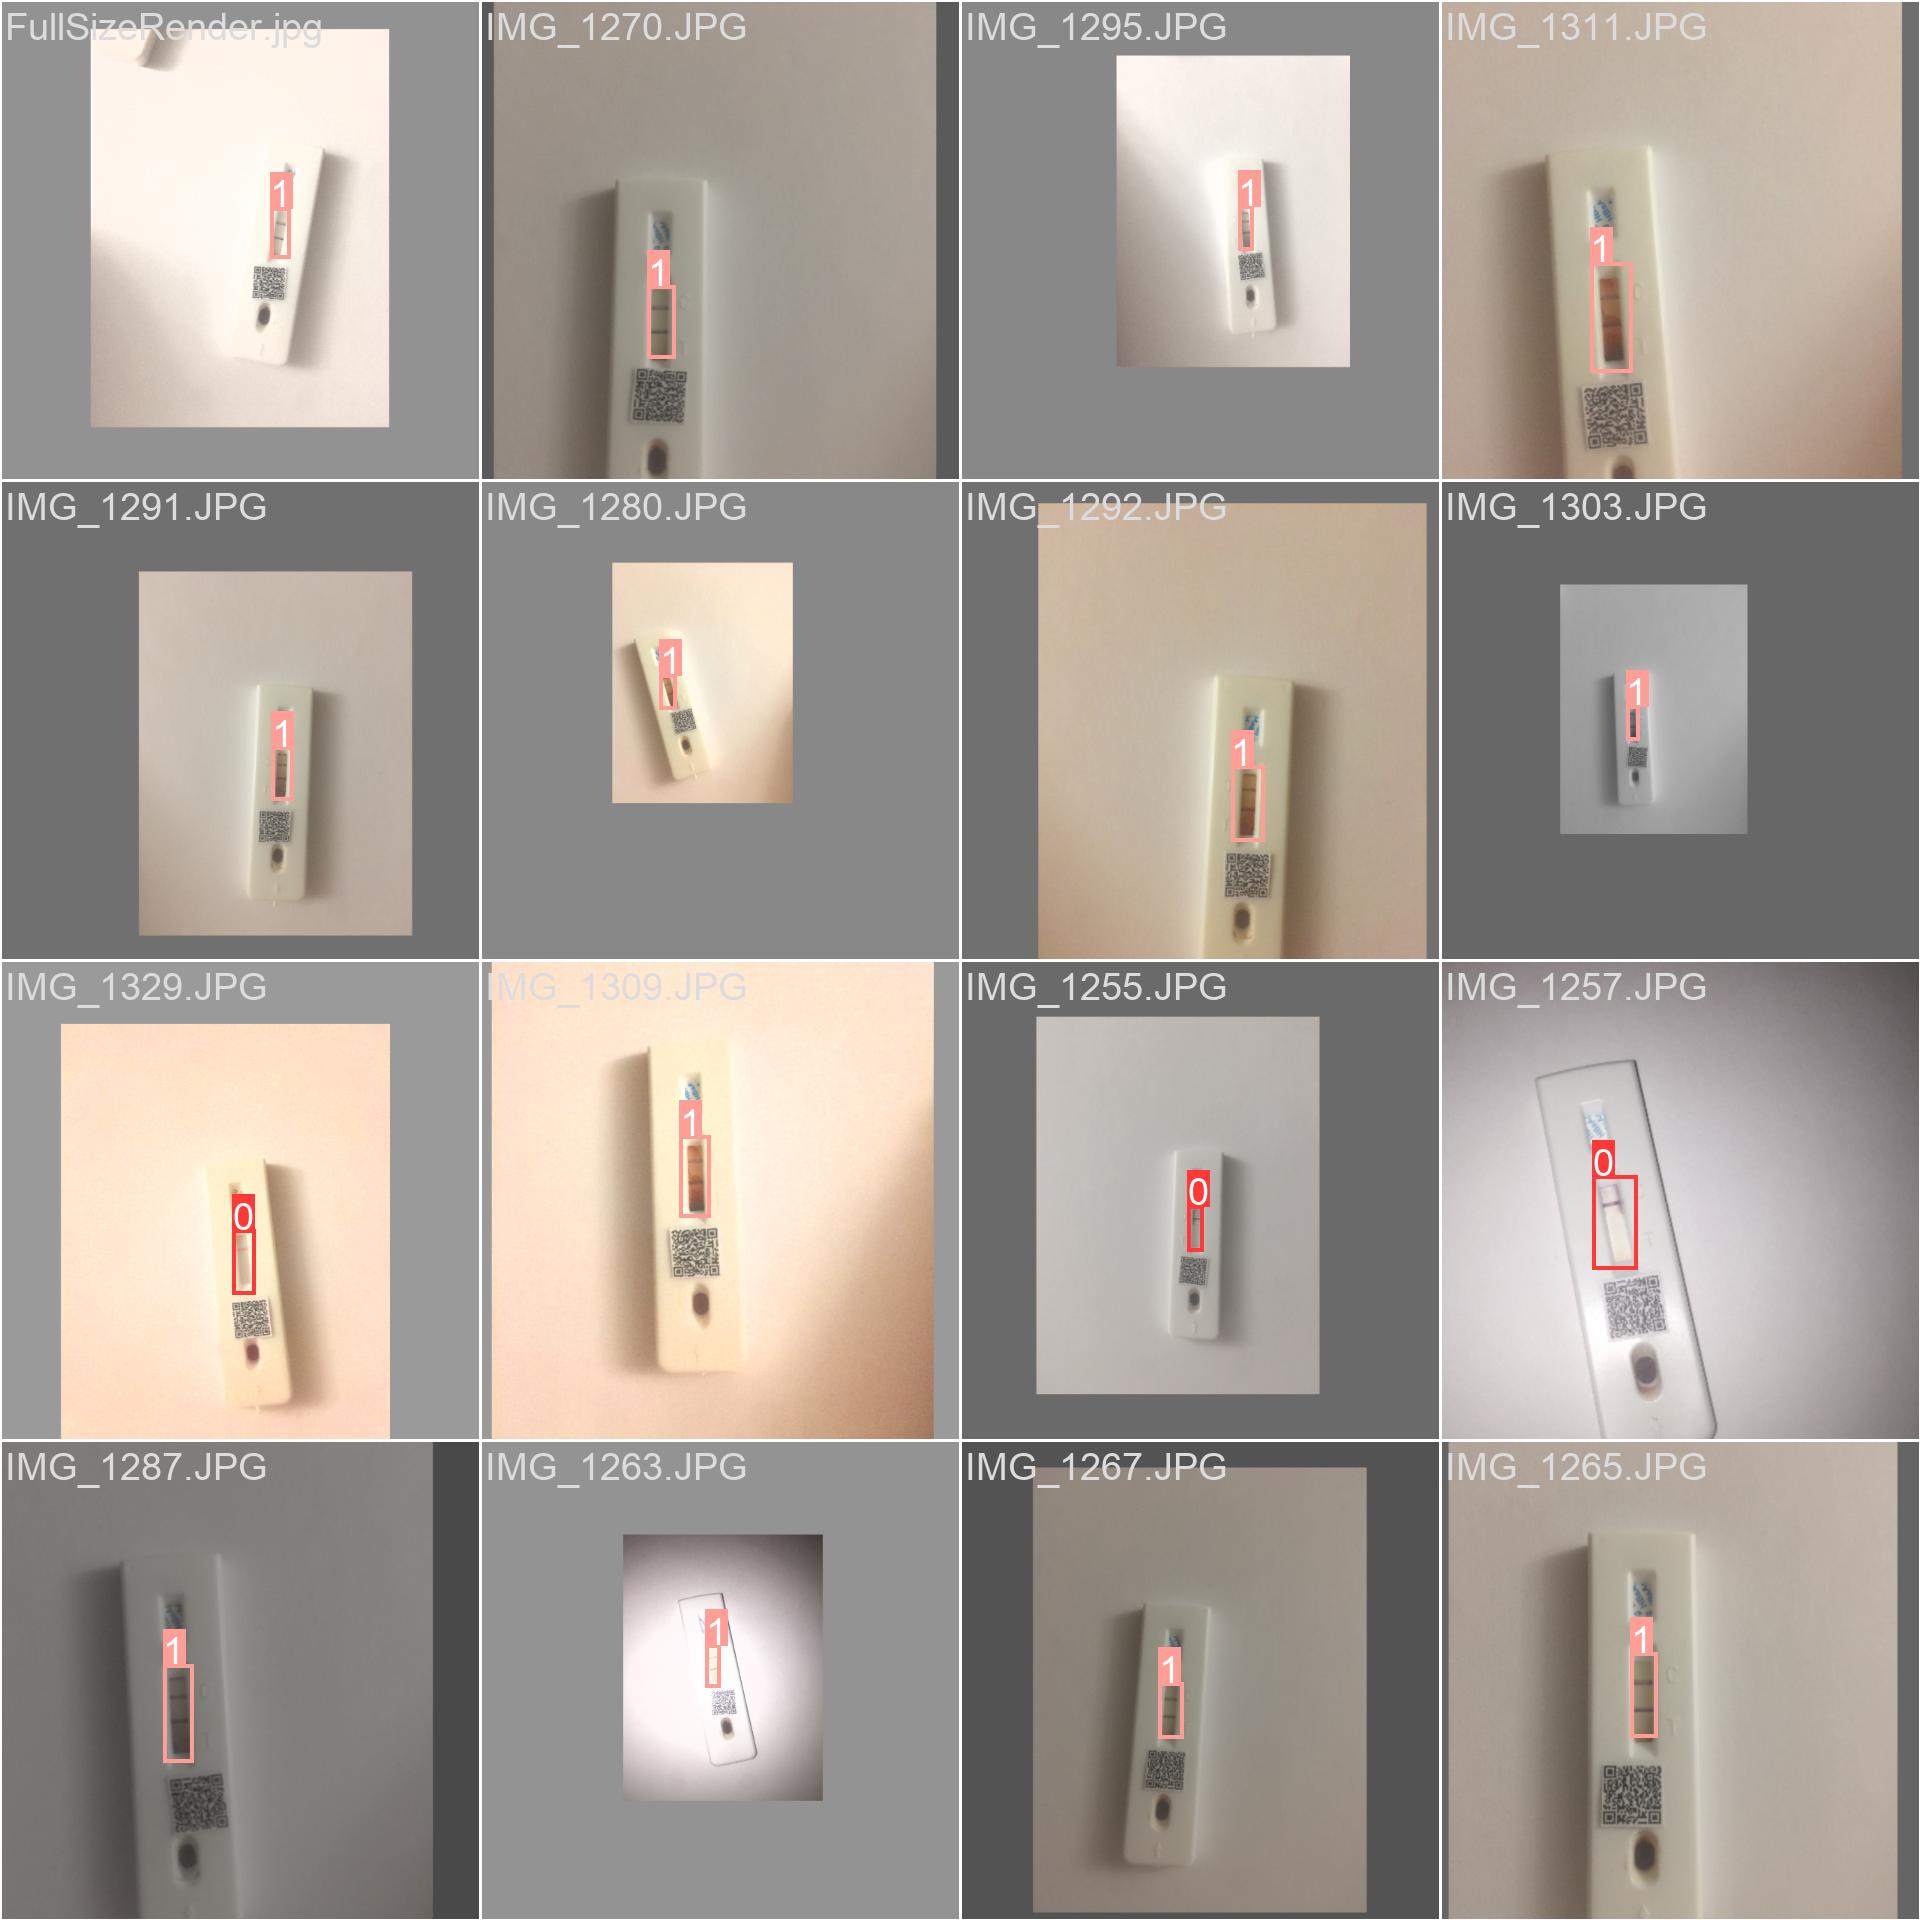 FullSizeRender.jpg
IMG_1270.JPG
IMG_1295.JPG
IMG_1311.JPG
1
1
1
1
IMG_1291.JPG
IMG_1280.JPG
IMG_1292.JPG
IMG_1303.JPG
1
1
1
1
IMG_1329.JPG
IMG_1309.JPG
IMG_1255.JPG
IMG_1257.JPG
0
1
0
0
IMG_1287.JPG
IMG_1263.JPG
IMG_1267.JPG
IMG_1265.JPG
1
1
1
1